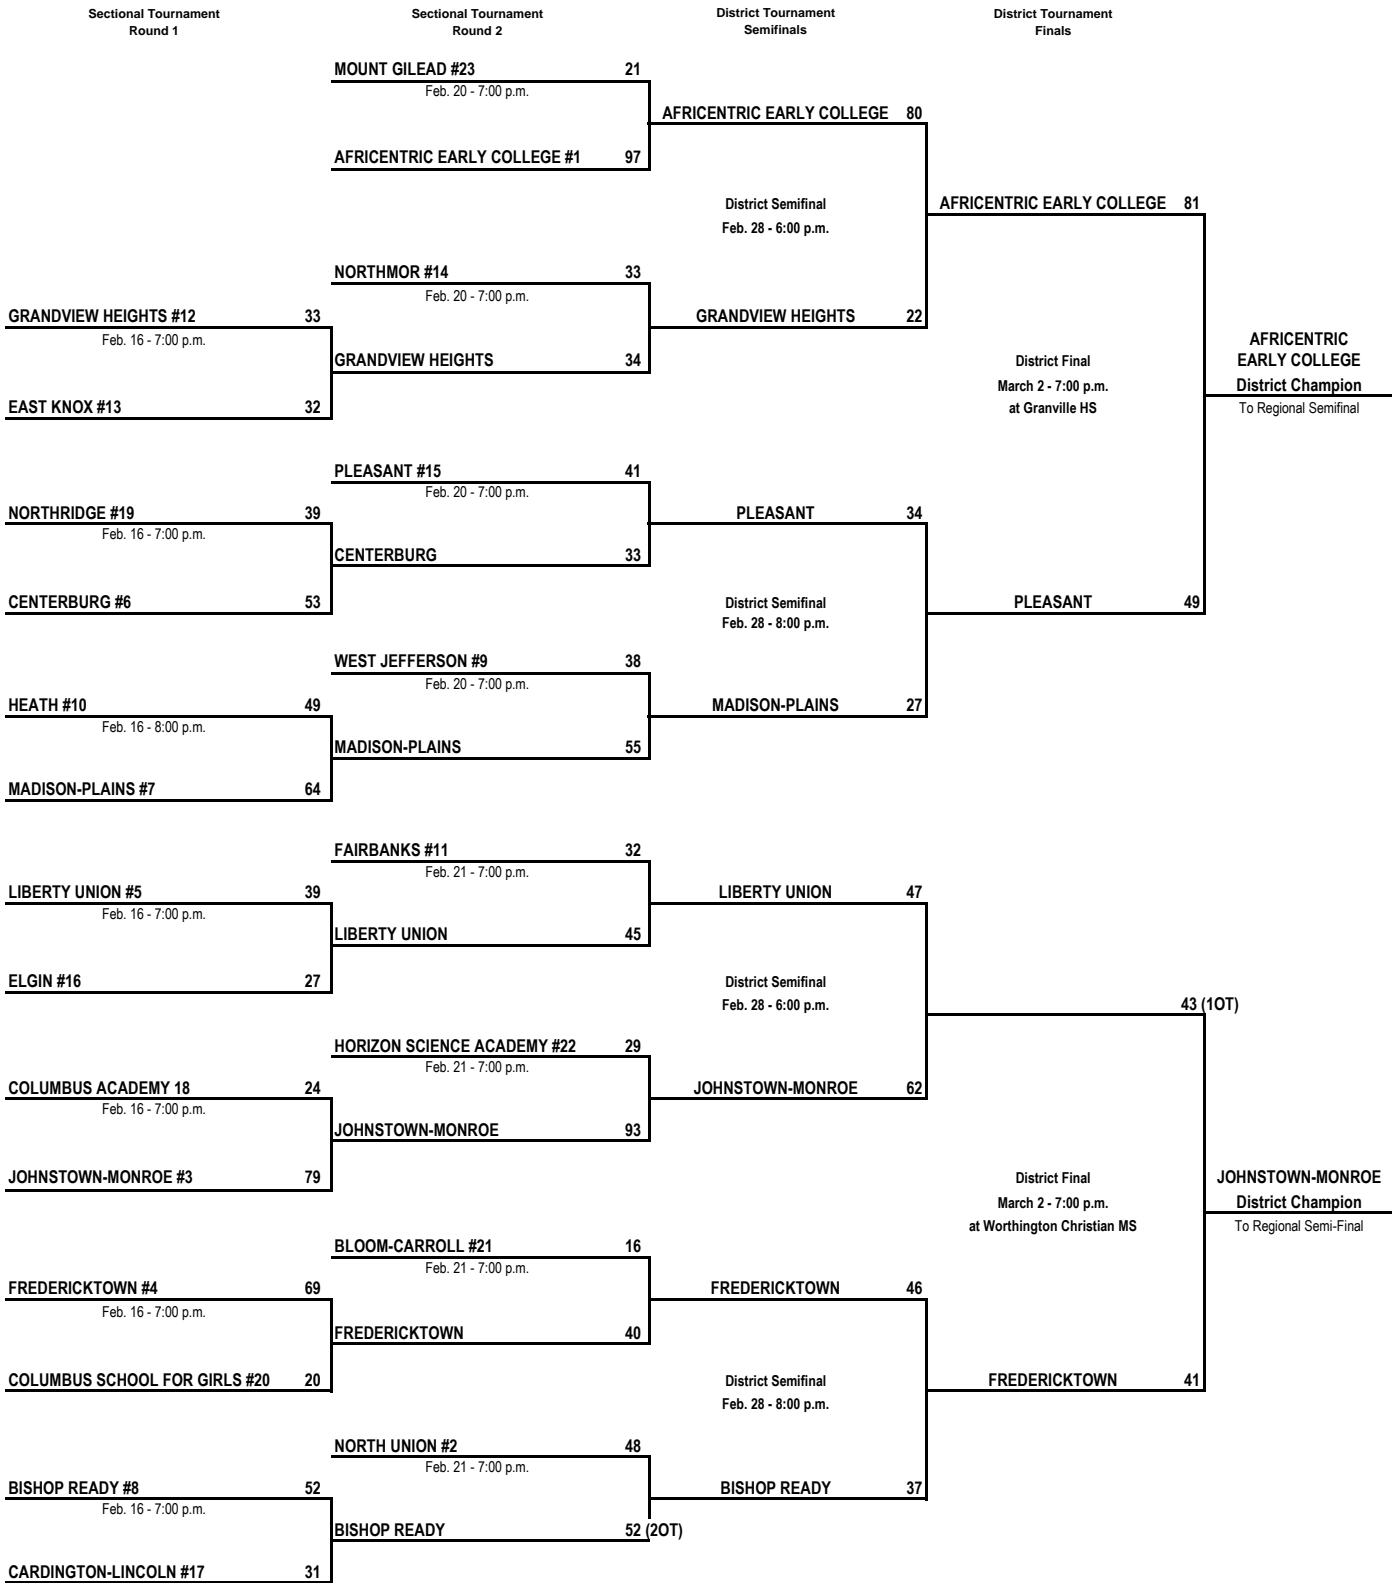 Sectional Tournament
Round 1
Sectional Tournament
Round 2
District Tournament
Semifinals
District Tournament
Finals
MOUNT GILEAD #23 21
Feb. 20 - 7:00 p.m.
AFRICENTRIC EARLY COLLEGE 80
AFRICENTRIC EARLY COLLEGE #1 97
District Semifinal
Feb. 28 - 6:00 p.m.
AFRICENTRIC EARLY COLLEGE 81
NORTHMOR #14 33
Feb. 20 - 7:00 p.m.
GRANDVIEW HEIGHTS #12 33
Feb. 16 - 7:00 p.m.
GRANDVIEW HEIGHTS 22
GRANDVIEW HEIGHTS 34
EAST KNOX #13 32
District Final
March 2 - 7:00 p.m.
at Granville HS
AFRICENTRIC
EARLY COLLEGE
District Champion
To Regional Semifinal
PLEASANT #15 41
Feb. 20 - 7:00 p.m.
NORTHRIDGE #19 39
Feb. 16 - 7:00 p.m.
PLEASANT 34
CENTERBURG 33
CENTERBURG #6 53
District Semifinal
Feb. 28 - 8:00 p.m.
PLEASANT 49
WEST JEFFERSON #9 38
Feb. 20 - 7:00 p.m.
HEATH #10 49
Feb. 16 - 8:00 p.m.
MADISON-PLAINS 27
MADISON-PLAINS 55
MADISON-PLAINS #7 64
FAIRBANKS #11 32
Feb. 21 - 7:00 p.m.
LIBERTY UNION #5 39
Feb. 16 - 7:00 p.m.
LIBERTY UNION 47
LIBERTY UNION 45
ELGIN #16 27
District Semifinal
Feb. 28 - 6:00 p.m.
43 (1OT)
HORIZON SCIENCE ACADEMY #22 29
Feb. 21 - 7:00 p.m.
COLUMBUS ACADEMY 18 24
Feb. 16 - 7:00 p.m.
JOHNSTOWN-MONROE 62
JOHNSTOWN-MONROE 93
JOHNSTOWN-MONROE #3 79
District Final
March 2 - 7:00 p.m.
at Worthington Christian MS
JOHNSTOWN-MONROE
District Champion
To Regional Semi-Final
BLOOM-CARROLL #21 16
Feb. 21 - 7:00 p.m.
FREDERICKTOWN #4 69
Feb. 16 - 7:00 p.m.
FREDERICKTOWN 46
FREDERICKTOWN 40
COLUMBUS SCHOOL FOR GIRLS #20 20
District Semifinal
Feb. 28 - 8:00 p.m.
FREDERICKTOWN 41
NORTH UNION #2 48
Feb. 21 - 7:00 p.m.
BISHOP READY #8 52
Feb. 16 - 7:00 p.m.
BISHOP READY 37
BISHOP READY 52 (2OT)
CARDINGTON-LINCOLN #17 31